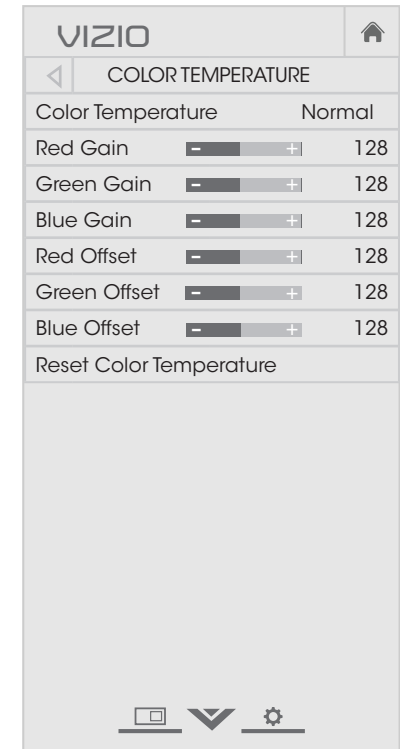 VIZIO
COLOR TEMPERATURE
Color Temperature Normal
Red Gain - + 128
Green Gain - + 128
Blue Gain - + 128
Red Offset - + 128
Green Offset - + 128
Blue Offset - + 128
Reset Color Temperature